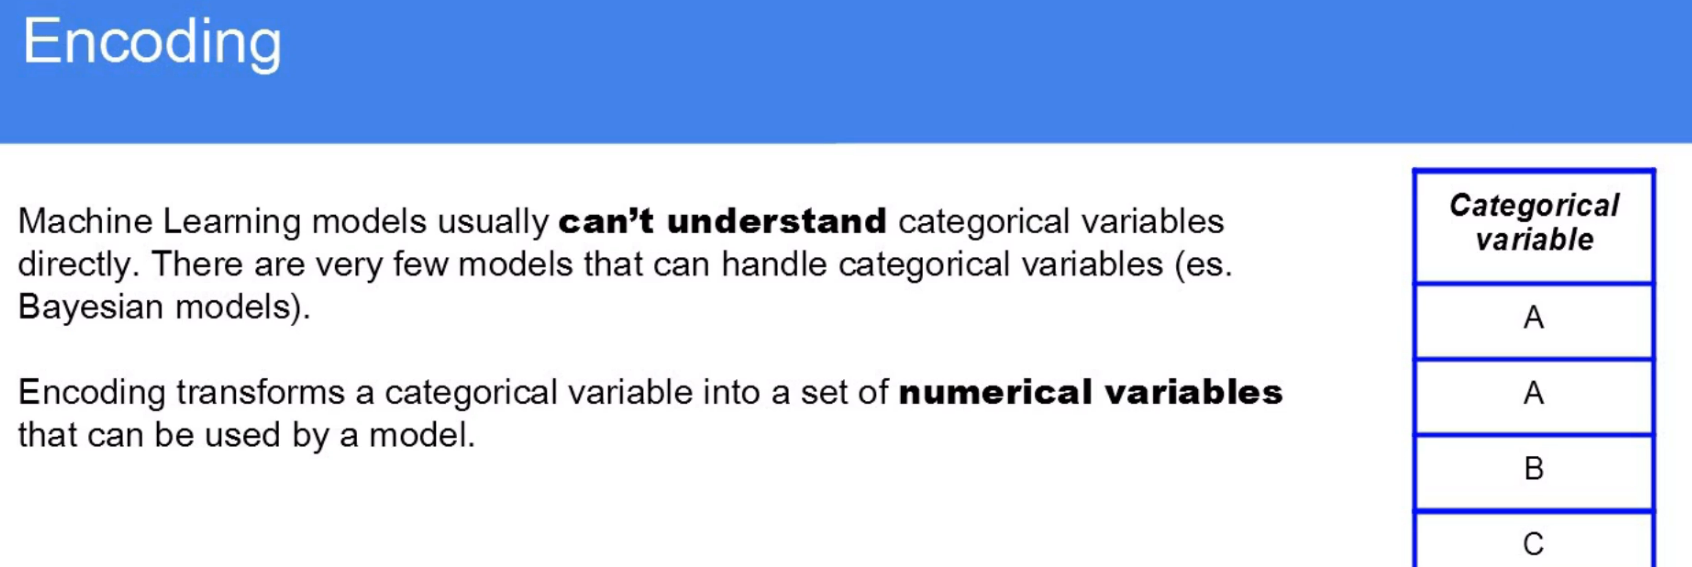 Encoding
Machine Learning models usually can't understand categorical variables
directly. There are very few models that can handle categorical variables (es.
Bayesian models).
Encoding transforms a categorical variable into a set of numerical variables
that can be used by a model.
Categorical
variable
A
A
B
C